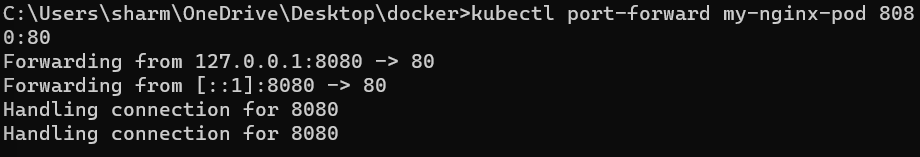 C:\Users\sharm\OneDrive\Desktop\docker>kubectl port-forward my-nginx-pod 808
0:80
Forwarding from 127.0.0.1:8080 -> 80
Forwarding from [::1]:8080 -> 80
Handling connection for 8080
Handling connection for 8080